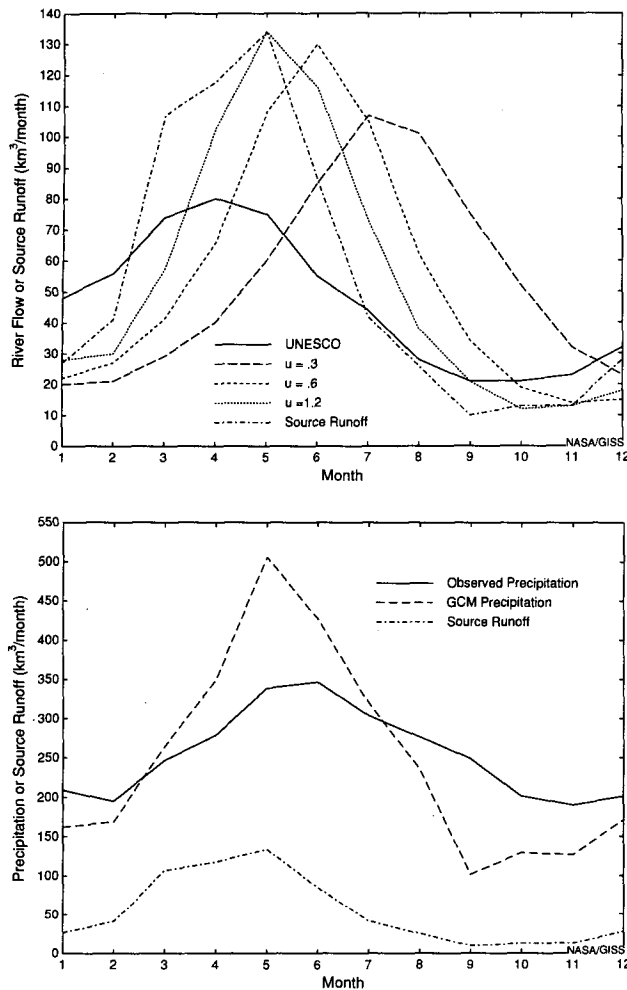 River Flow or Source Runoff (km³/month)
140
130
120
110
100
90
80
70
60
50
40
30
20
10
0
UNESCO
u = .3
u = .6
u =1.2
Source Runoff
NASA/GISS
1 2 3 4 5 6 7 8 9 10 11 12
Month
Precipitation or Source Runoff (km³/month)
550
500
450
400
350
300
250
200
150
100
50
0
Observed Precipitation
GCM Precipitation
Source Runoff
NASA/GISS
1 2 3 4 5 6 7 8 9 10 11 12
Month